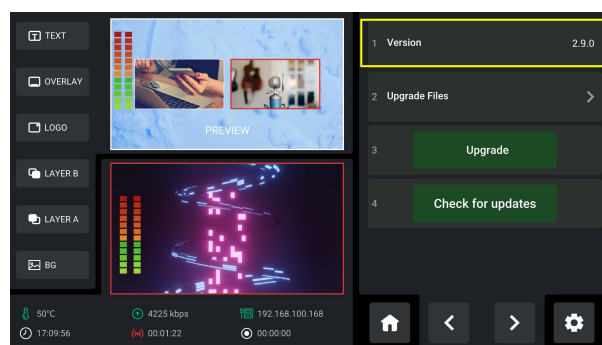 TEXT
OVERLAY
LOGO
LAYER B
LAYER A
BG
PREVIEW
50°C
4225 kbps
192.168.100.168
17:09:56
00:01:22
00:00:00
1 Version 2.9.0
2 Upgrade Files
3 Upgrade
4 Check for updates